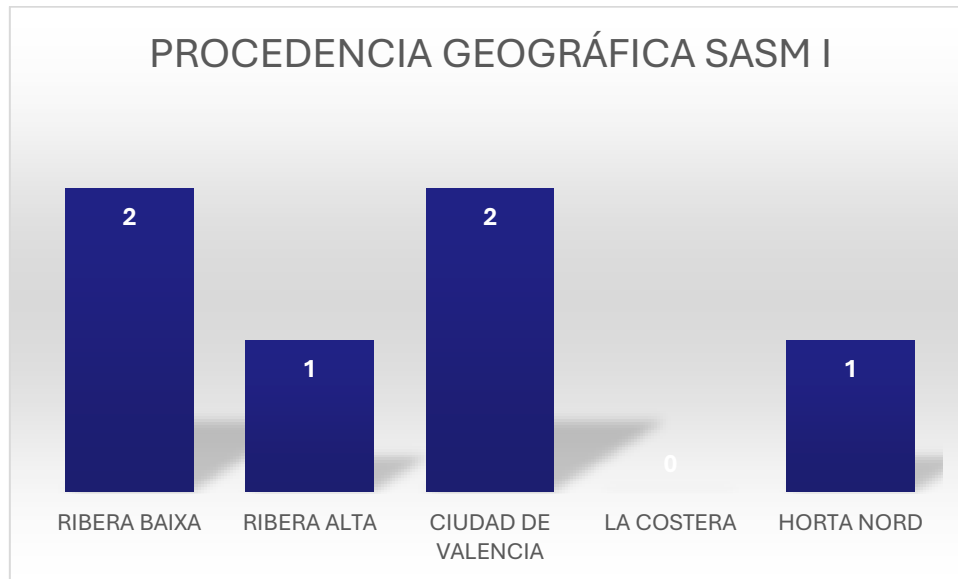 PROCEDENCIA GEOGRÁFICA SASM I
2
1
2
0
1
RIBERA BAIXA
RIBERA ALTA
CIUDAD DE
VALENCIA
LA COSTERA
HORTA NORD